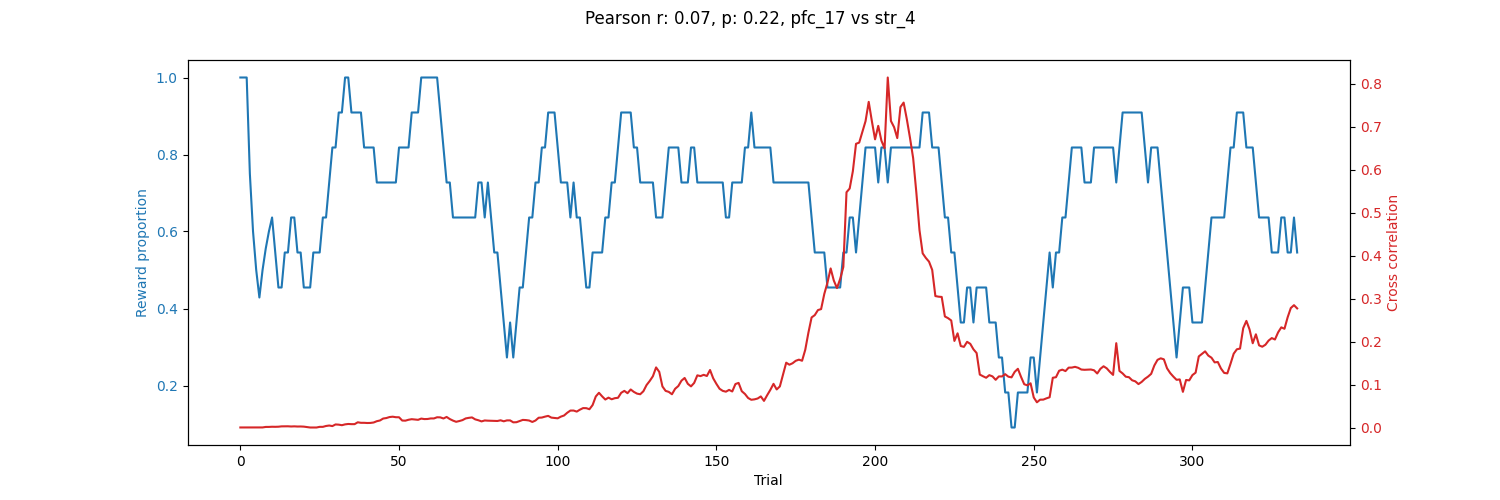 Pearson r: 0.07, p: 0.22, pfc_17 vs str_4
1.0
0.8
0.6
0.4
0.2
Reward proportion
0.8
0.7
0.6
0.5
0.4
0.3
0.2
0.1
0.0
Cross correlation
0 50 100 150 200 250 300
Trial